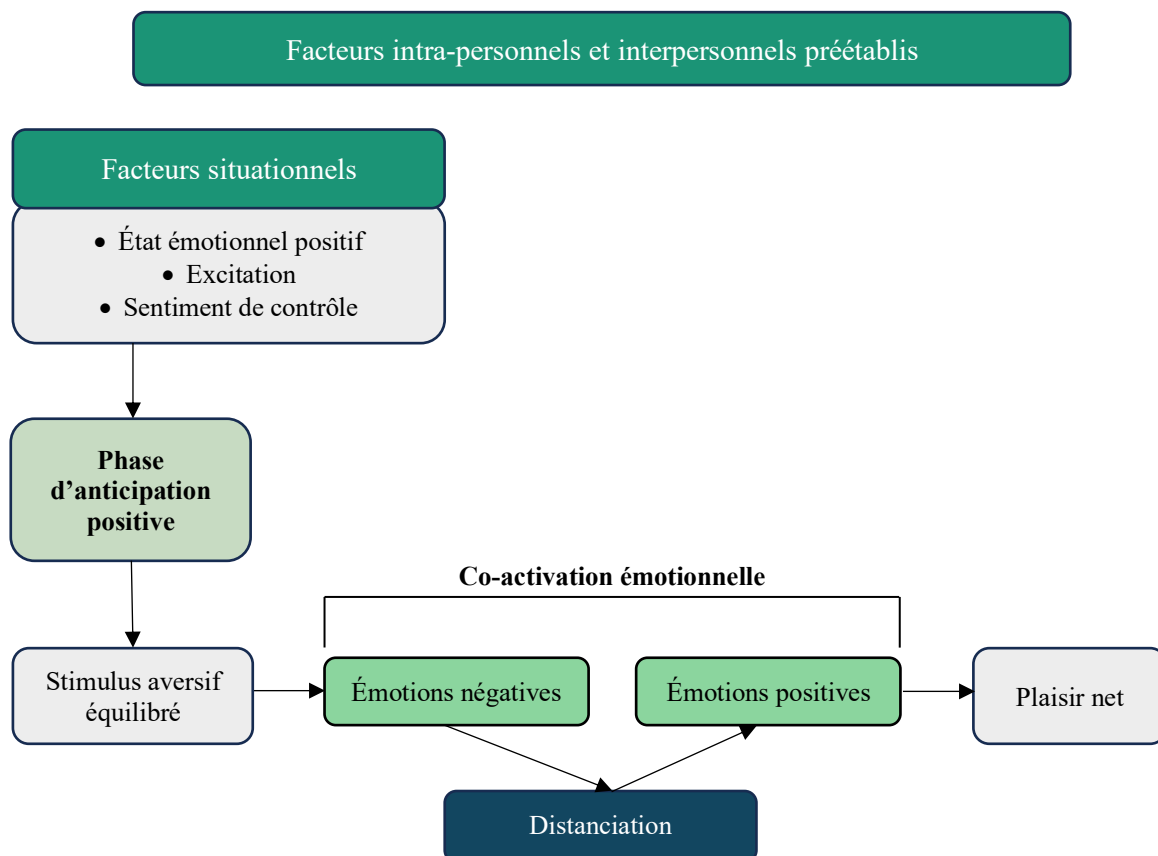 Facteurs intra-personnels et interpersonnels préétablis
Facteurs situationnels
• État émotionnel positif
• Excitation
• Sentiment de contrôle
Phase
d’anticipation
positive
Co-activation émotionnelle
Stimulus aversif
équilibré
Émotions négatives
Émotions positives
Plaisir net
Distanciation